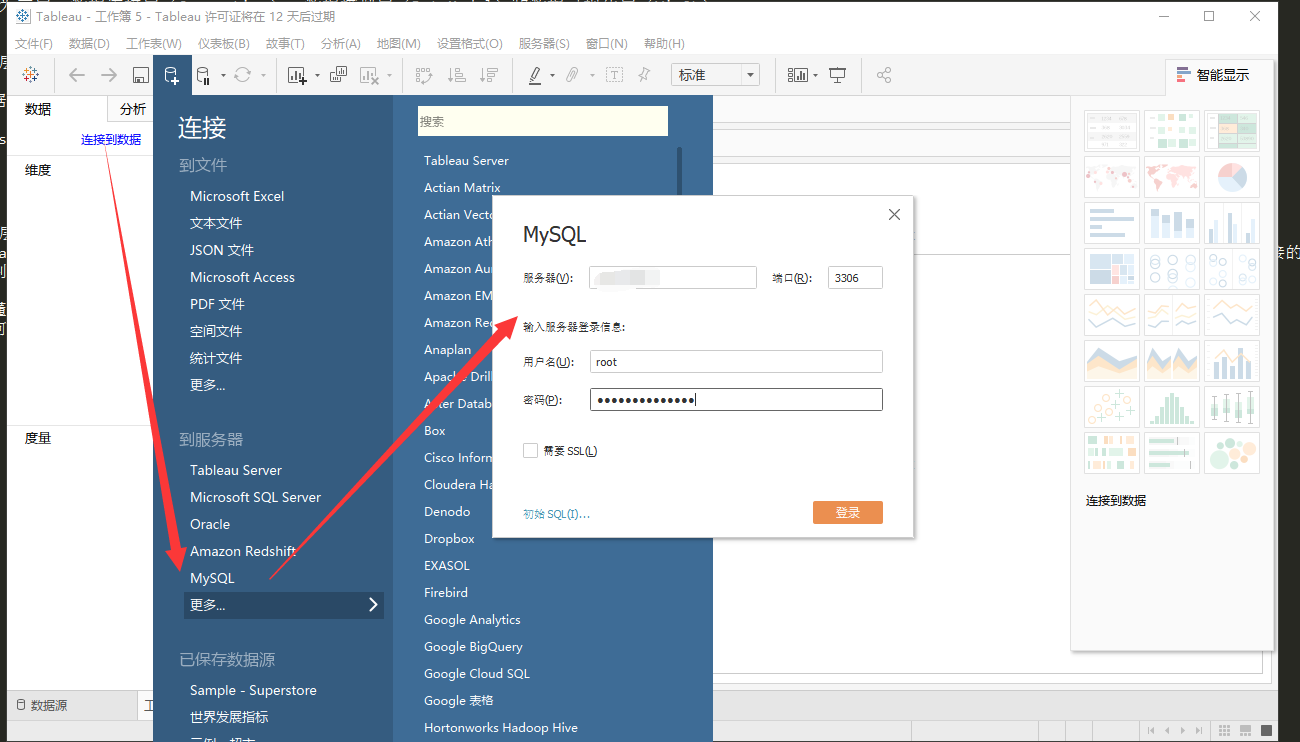 Tableau - 工作簿 5 - Tableau 许可证将在 12 天后过期
文件(F) 数据(D) 工作表(W) 仪表板(B) 故事(T) 分析(A) 地图(M) 设置格式(O) 服务器(S) 窗口(N) 帮助(H)
标准
智能显示
数据 分析
连接到数据
维度
度量
连接
到文件
Microsoft Excel
文本文件
JSON 文件
Microsoft Access
PDF 文件
空间文件
统计文件
更多...
到服务器
Tableau Server
Microsoft SQL Server
Oracle
Amazon Redshift
MySQL
更多...
已保存数据源
Sample - Superstore
世界发展指标
搜索
Tableau Server
Actian Matrix
Actian Vecto
Amazon Ath
Amazon Au
Amazon EM
Amazon Red
Anaplan
Apache Drill
Aster Datab
Box
Cisco Inform
Cloudera Ha
Denodo
Dropbox
EXASOL
Firebird
Google Analytics
Google BigQuery
Google Cloud SQL
Google 表格
Hortonworks Hadoop Hive
MySQL
服务器(V): 端口(R): 3306
输入服务器登录信息:
用户名(U): root
密码(P):
需要 SSL(L)
初始 SQL(I)... 登录
连接到数据
数据源